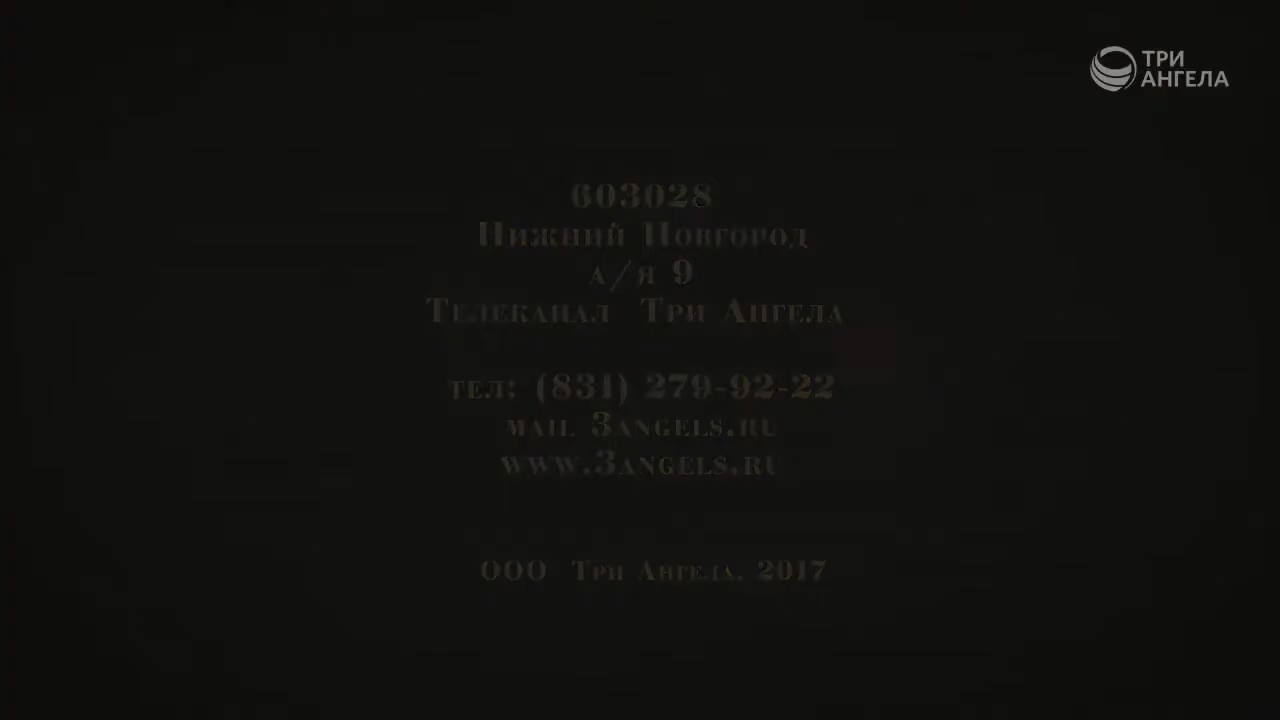 ТРИ
АНГЕЛА
603028
Нижний Новгород
а/я 9
Телеканал Три Ангела
тел: (831) 279-92-22
mail 3angels.ru
www.3angels.ru
ООО Три Ангела, 2017